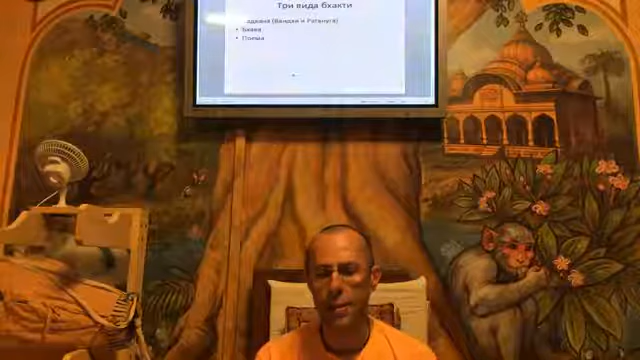 Три вида бхакти
садхана (Вайдхи и Рагануга)
• Бхава
• Према